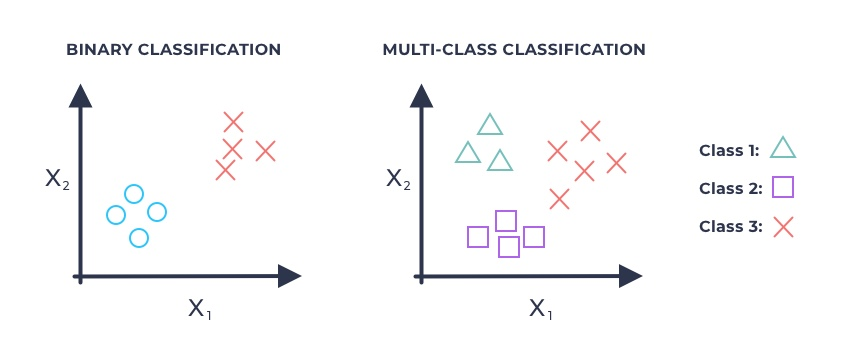 BINARY CLASSIFICATION
X₂
X₁
MULTI-CLASS CLASSIFICATION
X₂
X₁
Class 1:
Class 2:
Class 3: